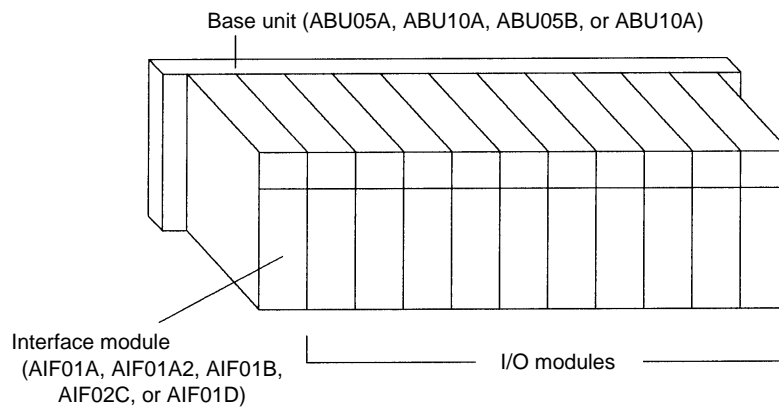 Base unit (ABU05A, ABU10A, ABU05B, or ABU10A)
Interface module
(AIF01A, AIF01A2, AIF01B,
AIF02C, or AIF01D)
I/O modules